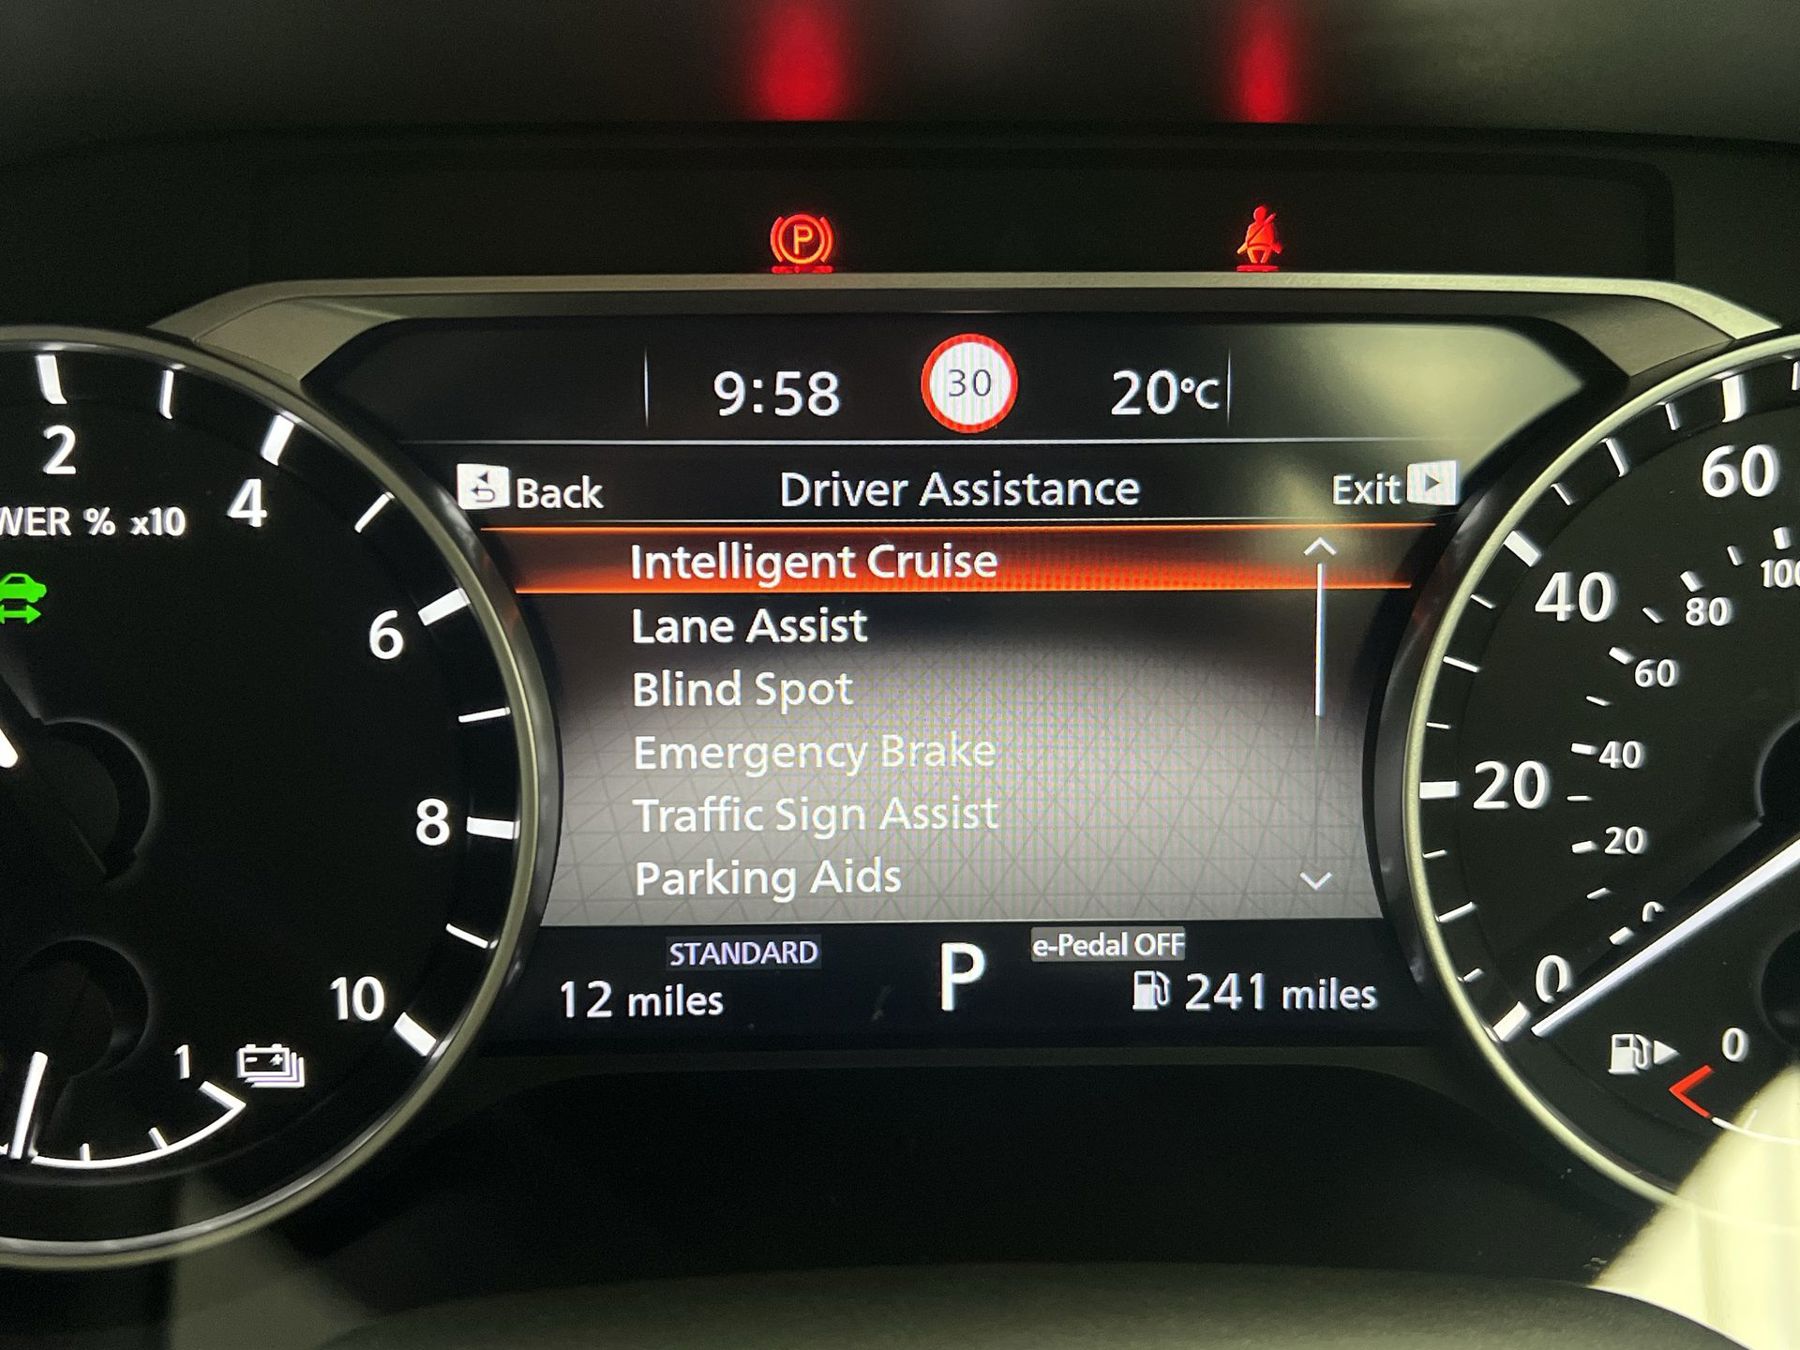 P
9:58
30
20°C
Back
Driver Assistance
Exit
Intelligent Cruise
Lane Assist
Blind Spot
Emergency Brake
Traffic Sign Assist
Parking Aids
STANDARD
P
e-Pedal OFF
12 miles
241 miles
2
4
% x10
6
8
10
1
60
40
20
0
100
80
60
40
20
0
0